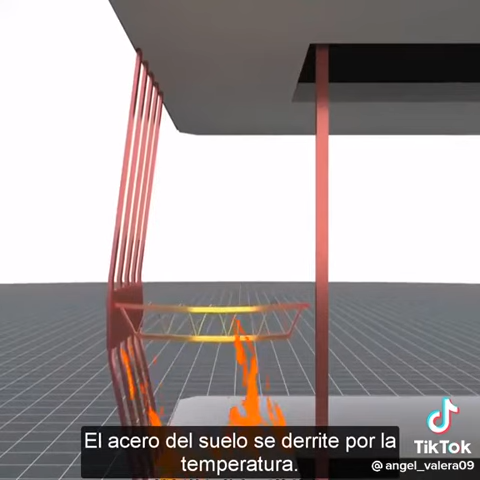 El acero del suelo se derrite por la
temperatura.
TikTok
@angel_valera09